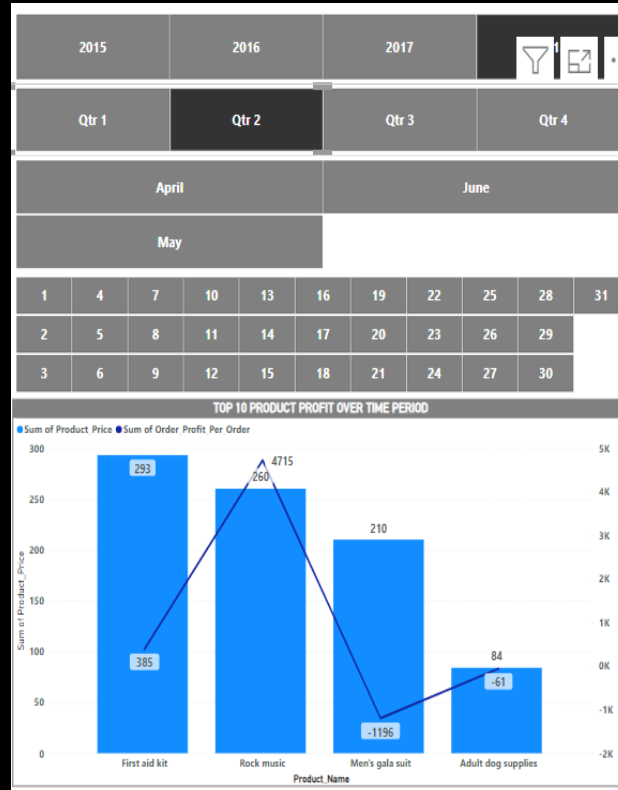 2015 2016 2017
Qtr 1 Qtr 2 Qtr 3 Qtr 4
April June
May
1 4 7 10 13 16 19 22 25 28 31
2 5 8 11 14 17 20 23 26 29
3 6 9 12 15 18 21 24 27 30
TOP 10 PRODUCT PROFIT OVER TIME PERIOD
Sum of Product_Price Sum of Order Profit Per Order
300 5K
293 260 4715
250 4K
210
200 3K
2K
150
1K
100 385 84 0K
-61
50 -1K
-1196
0 -2K
Sum of Product_Price
First aid kit Rock music Men's gala suit Adult dog supplies
Product_Name